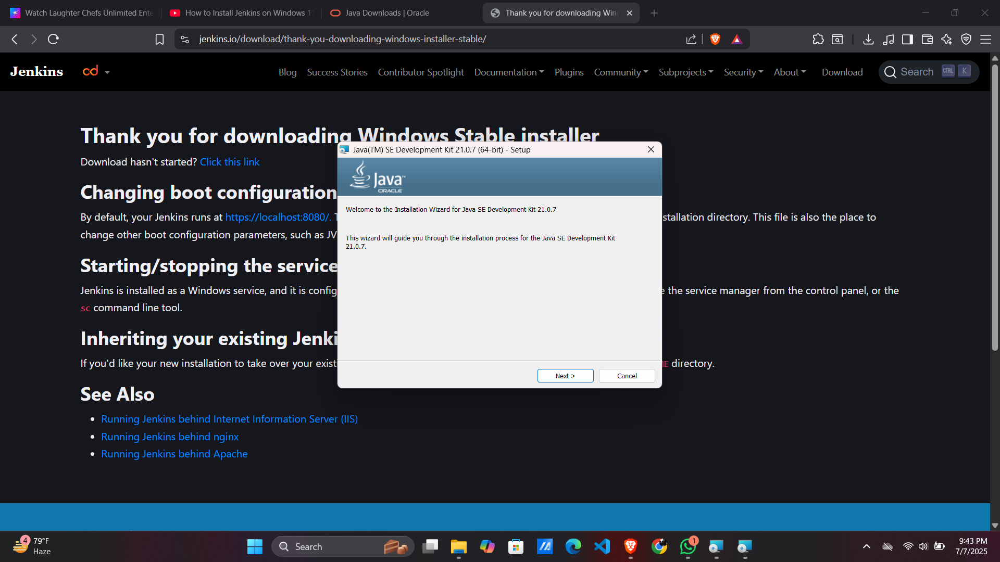 Watch Laughter Chefs Unlimited Ente
How to Install Jenkins on Windows 1
Java Downloads | Oracle
Thank you for downloading Win
jenkins.io/download/thank-you-downloading-windows-installer-stable/
Jenkins
Blog
Success Stories
Contributor Spotlight
Documentation
Plugins
Community
Subprojects
Security
About
Download
Search
CTRL
K
Thank you for downloading Windows Stable installer
Download hasn't started? Click this link
Changing boot configuration
By default, your Jenkins runs at https://localhost:8080/.
stallation directory. This file is also the place to
change other boot configuration parameters, such as JV
Starting/stopping the service
Jenkins is installed as a Windows service, and it is config
e the service manager from the control panel, or the
sc command line tool.
Inheriting your existing Jenki
If you'd like your new installation to take over your exist
ME directory.
See Also
Running Jenkins behind Internet Information Server (IIS)
Running Jenkins behind nginx
Running Jenkins behind Apache
Java(TM) SE Development Kit 21.0.7 (64-bit) - Setup
Java™
ORACLE
Welcome to the Installation Wizard for Java SE Development Kit 21.0.7
This wizard will guide you through the installation process for the Java SE Development Kit
21.0.7.
Next >
Cancel
4
79°F
Haze
Search
1
9:43 PM
7/7/2025